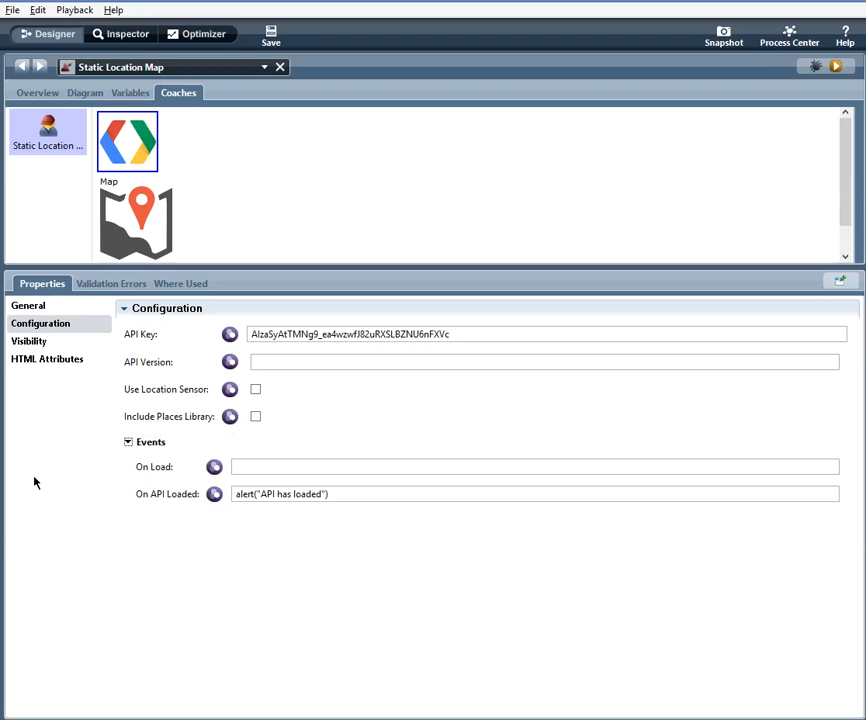 File Edit Playback Help
Designer Inspector Optimizer Save Snapshot Process Center Help
Static Location Map
Overview Diagram Variables Coaches
Static Location ...
Map
Properties Validation Errors Where Used
General
Configuration
Visibility
HTML Attributes
Configuration
API Key: AIzaSyAtTMNg9_ea4wzwfJ82uRXSLBZNU6nFXVc
API Version:
Use Location Sensor:
Include Places Library:
Events
On Load:
On API Loaded: alert("API has loaded")